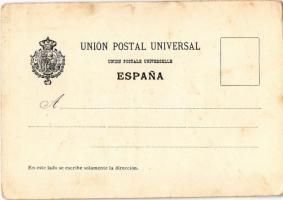 UNIÓN POSTAL UNIVERSAL
UNION POSTALE UNIVERSELLE
ESPAÑA
A
En este lado se escribe solamente la dirección.